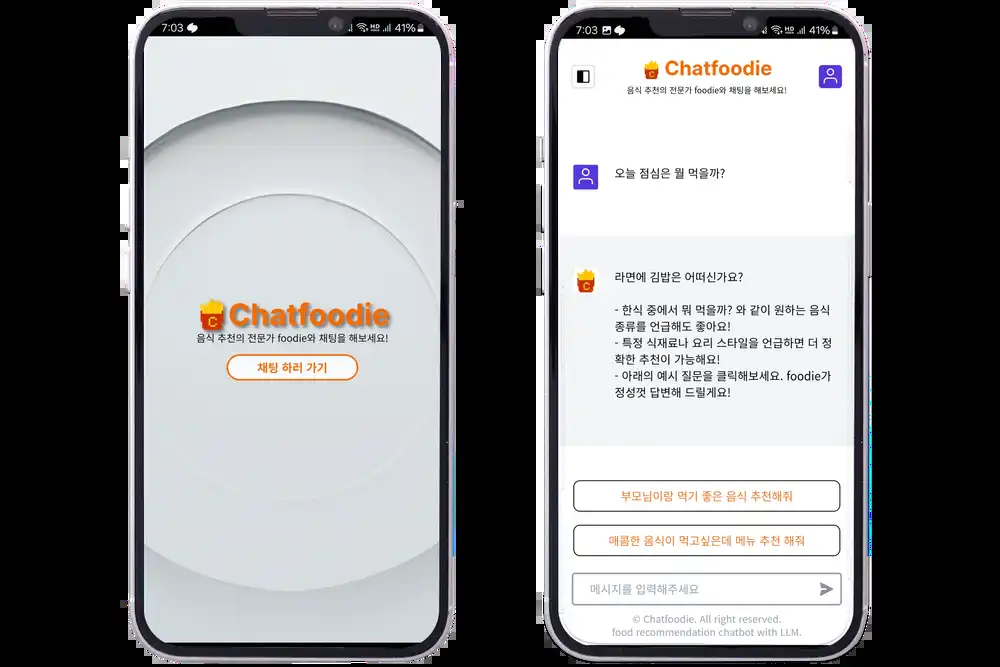 7:03
HD
41%
C
Chatfoodie
음식 추천의 전문가 foodie와 채팅을 해보세요!
채팅 하러 가기
7:03
HD
41%
C
Chatfoodie
음식 추천의 전문가 foodie와 채팅을 해보세요!
오늘 점심은 뭘 먹을까?
C
라면에 김밥은 어떠신가요?
- 한식 중에서 뭐 먹을까? 와 같이 원하는 음식
종류를 언급해도 좋아요!
- 특정 식재료나 요리 스타일을 언급하면 더 정
확한 추천이 가능해요!
- 아래의 예시 질문을 클릭해보세요. foodie가
정성껏 답변해 드릴게요!
부모님이랑 먹기 좋은 음식 추천해줘
매콤한 음식이 먹고싶은데 메뉴 추천 해줘
메시지를 입력해주세요
© Chatfoodie. All right reserved.
food recommendation chatbot with LLM.